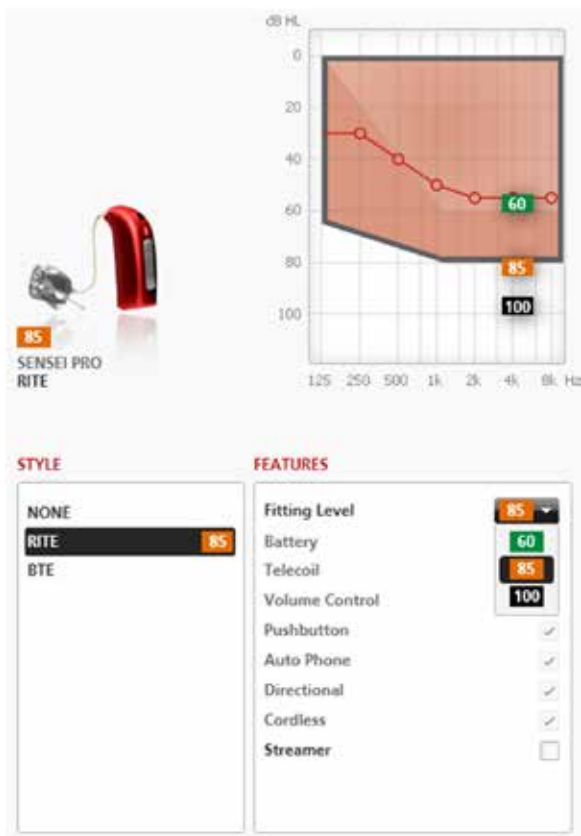 dB HL
0
20
40
60
60
80
85
100
100
125 250 500 1k 2k 4k 8k Hz
85
SENSEI PRO
RITE
STYLE
NONE
RITE 85
BTE
FEATURES
Fitting Level 85
Battery 60
Telecoil 85
Volume Control 100
Pushbutton
Auto Phone
Directional
Cordless
Streamer